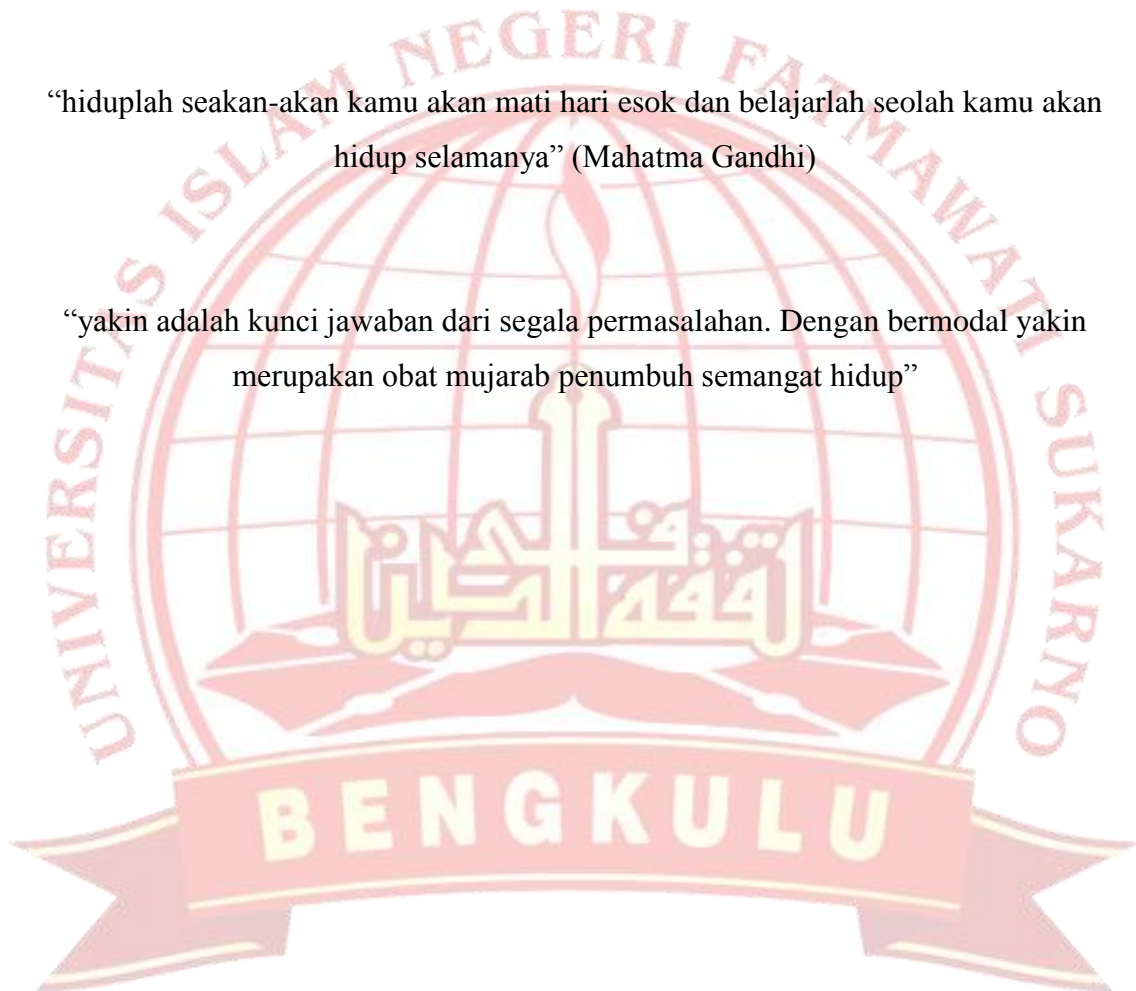 “hiduplah seakan-akan kamu akan mati hari esok dan belajarlah seolah kamu akan
hidup selamanya” (Mahatma Gandhi)
“yakin adalah kunci jawaban dari segala permasalahan. Dengan bermodal yakin
merupakan obat mujarab penumbuh semangat hidup”
UNIVERSITAS ISLAM NEGERI FATMAWATI SUKARNO
تفقه في الدين
BENGKULU